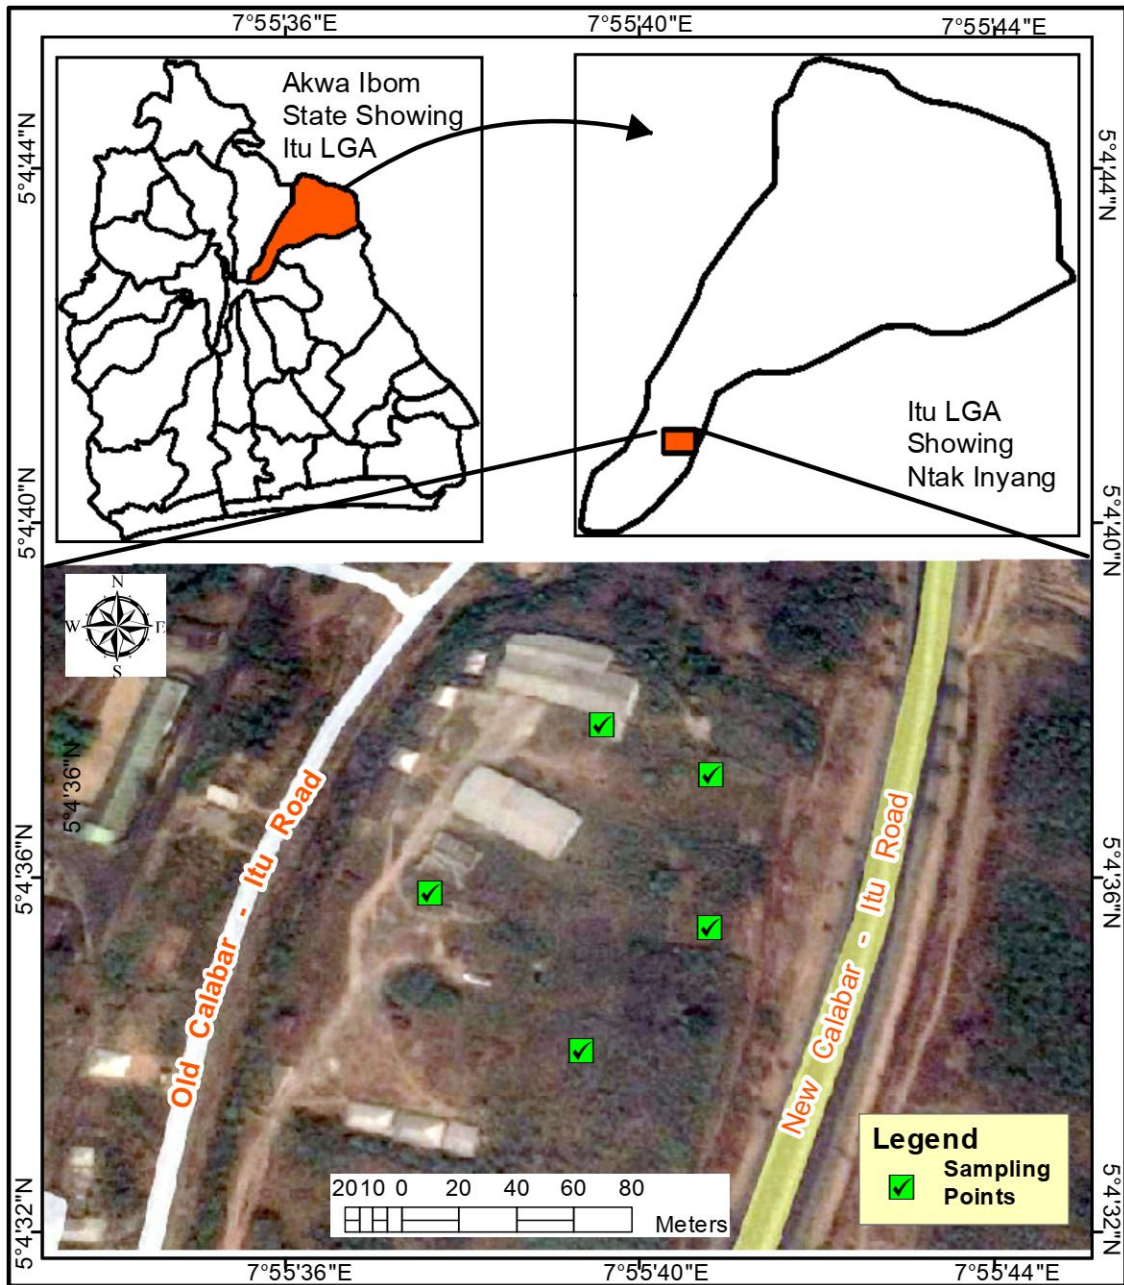 7°55'36"E
7°55'40"E
7°55'44"E
5°4'44"N
5°4'44"N
Akwa Ibom
State Showing
Itu LGA
Itu LGA
Showing
Ntak Inyang
5°4'40"N
5°4'40"N
N
W
E
S
5°4'36"N
5°4'36"N
5°4'36"N
Old Calabar - Itu Road
New Calabar - Itu Road
Legend
Sampling
Points
20 10 0 20 40 60 80
Meters
5°4'32"N
5°4'32"N
7°55'36"E
7°55'40"E
7°55'44"E